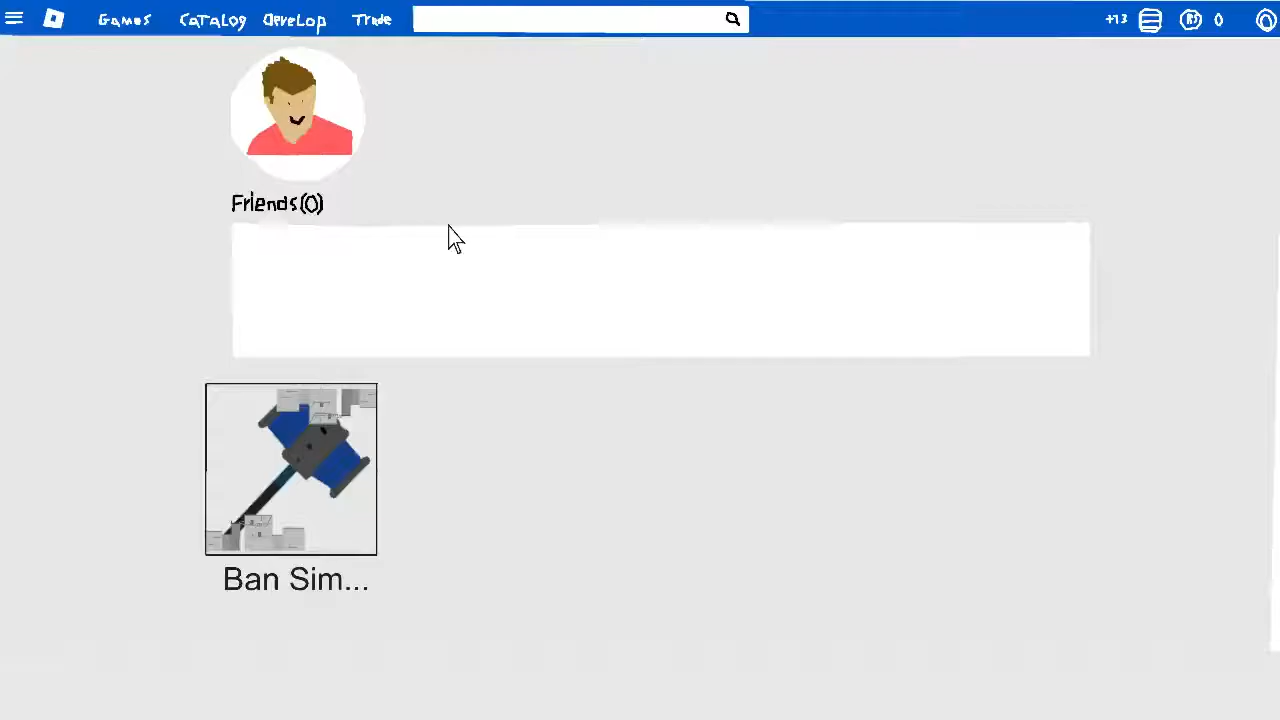 Games Catalog Develop Trade +13 R$ 0
Friends(0)
Ban Sim...